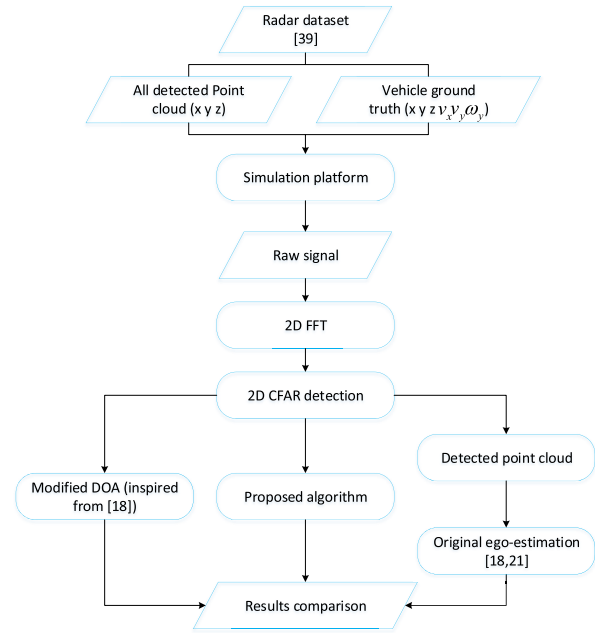 Radar dataset
[39]
All detected Point
cloud (x y z)
Vehicle ground
truth (x y z v_x v_y ω_y)
Simulation platform
Raw signal
2D FFT
2D CFAR detection
Detected point cloud
Modified DOA (inspired
from [18])
Proposed algorithm
Original ego-estimation
[18,21]
Results comparison